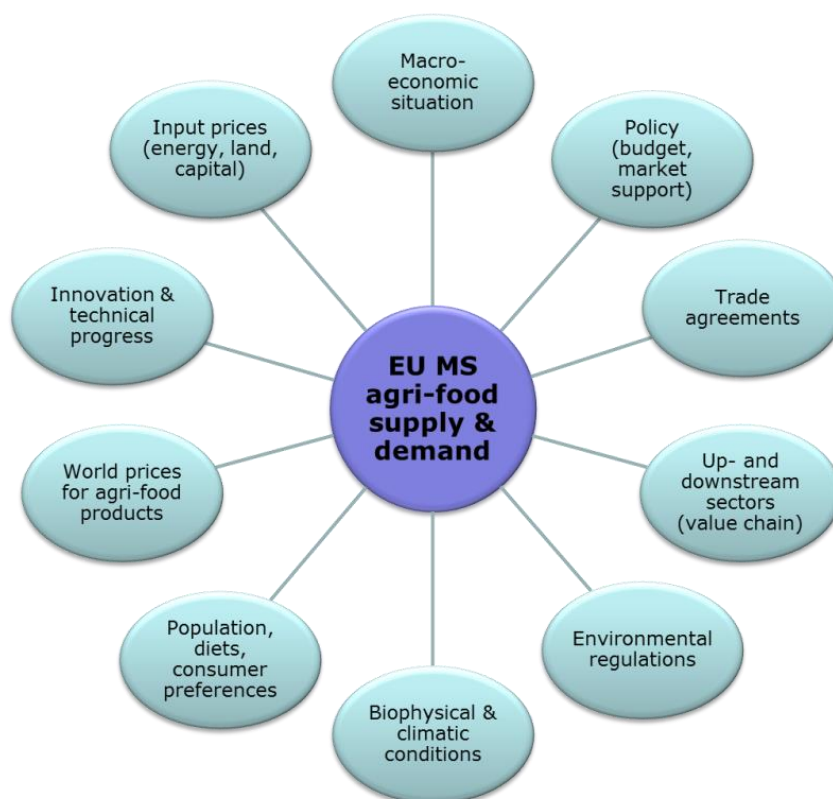 Macro-
economic
situation
Policy
(budget,
market
support)
Trade
agreements
Up- and
downstream
sectors
(value chain)
Environmental
regulations
Biophysical &
climatic
conditions
Population,
diets,
consumer
preferences
World prices
for agri-food
products
Innovation &
technical
progress
Input prices
(energy, land,
capital)
EU MS
agri-food
supply &
demand